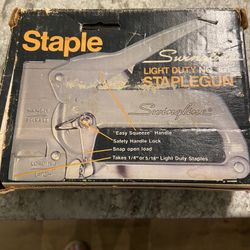 Staple
Swingline
LIGHT DUTY No.
STAPLEGUN
Swingline
"Easy Squeeze" Handle
Safety Handle Lock
Snap open load
Takes 1/4" or 5/16" Light Duty Staples